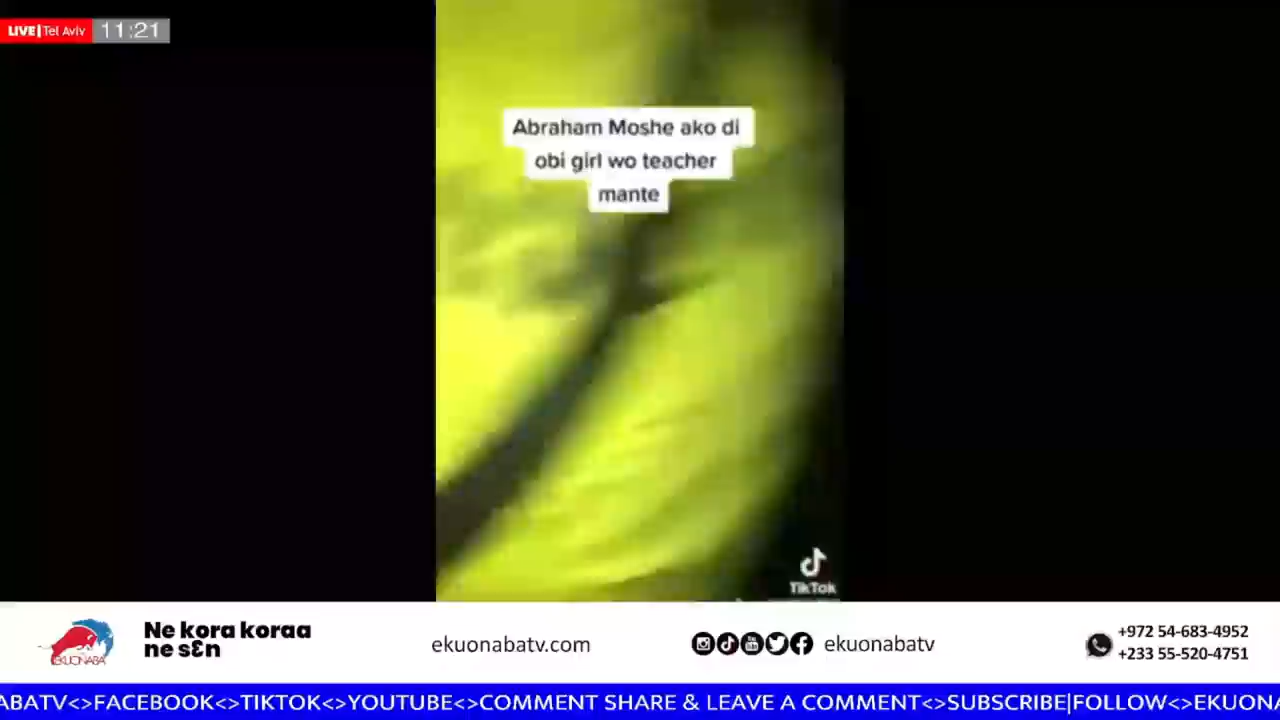 LIVE|Tel Aviv 11:21
Abraham Moshe ako di
obi girl wo teacher
mante
TikTok
EKUONABA
Ne kora koraa
ne sɛn
ekuonabatv.com
ekuonabatv
+972 54-683-4952
+233 55-520-4751
ABATV<>FACEBOOK<>TIKTOK<>YOUTUBE<>COMMENT SHARE & LEAVE A COMMENT<>SUBSCRIBE|FOLLOW<>EKUONA